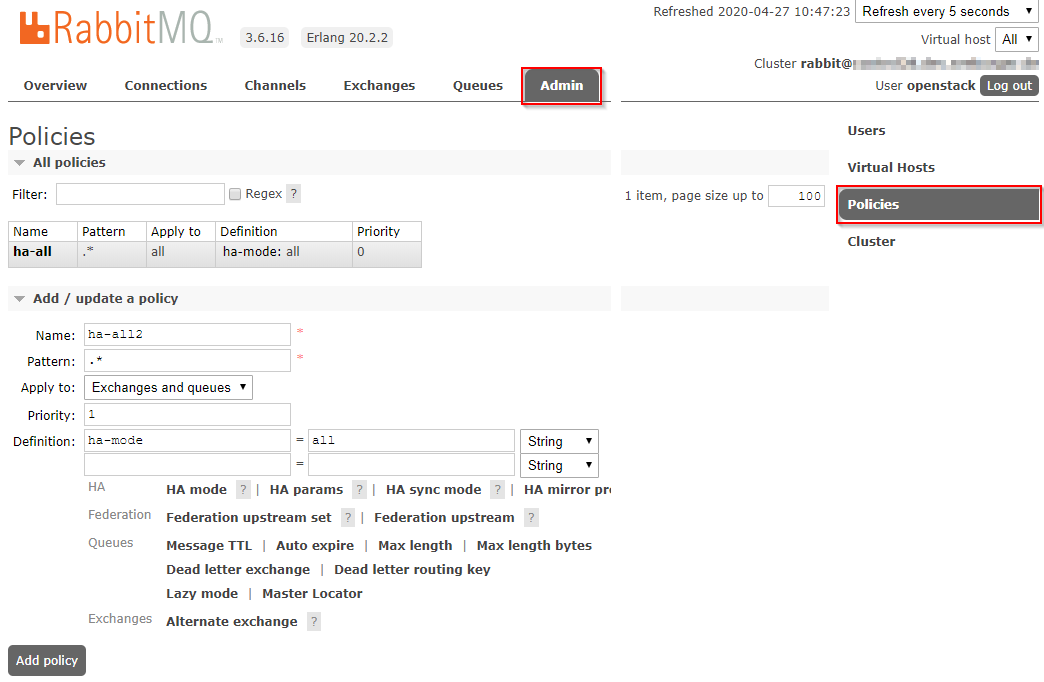 RabbitMQ TM 3.6.16 Erlang 20.2.2
Refreshed 2020-04-27 10:47:23 Refresh every 5 seconds
Virtual host All
Cluster rabbit@
User openstack Log out
Overview Connections Channels Exchanges Queues Admin
Policies
All policies
Filter: Regex ? 1 item, page size up to 100
Name Pattern Apply to Definition Priority
ha-all .* all ha-mode: all 0
Add / update a policy
Name: ha-all2 *
Pattern: .* *
Apply to: Exchanges and queues
Priority: 1
Definition: ha-mode = all String
= String
HA HA mode ? | HA params ? | HA sync mode ? | HA mirror pro
Federation Federation upstream set ? | Federation upstream ?
Queues Message TTL | Auto expire | Max length | Max length bytes
Dead letter exchange | Dead letter routing key
Lazy mode | Master Locator
Exchanges Alternate exchange ?
Add policy
Users
Virtual Hosts
Policies
Cluster